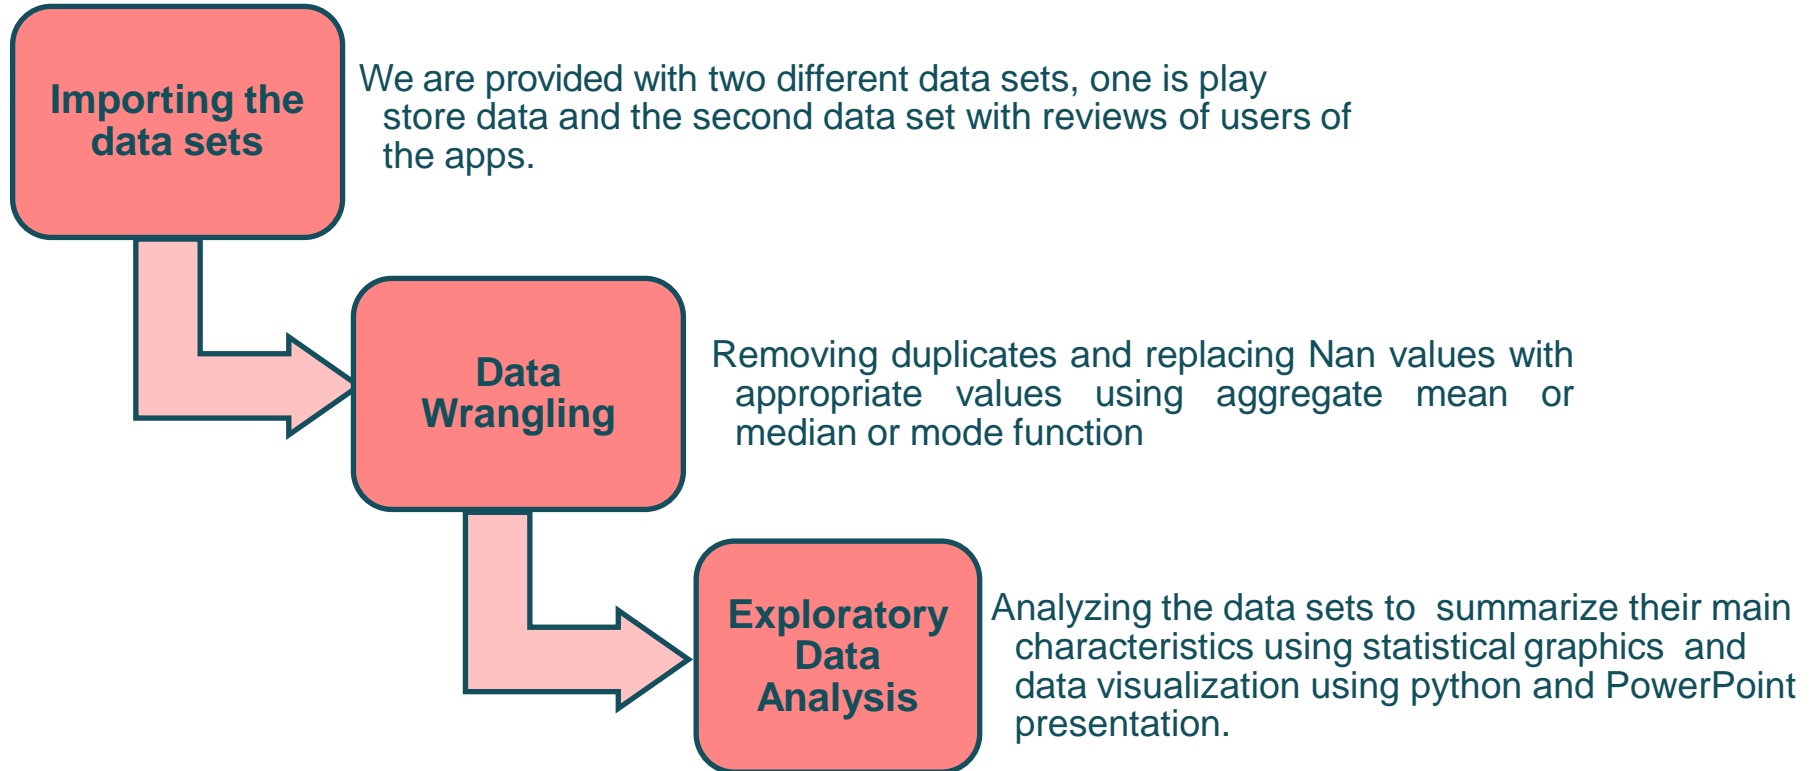 Importing the
data sets
We are provided with two different data sets, one is play
store data and the second data set with reviews of users of
the apps.
Data
Wrangling
Removing duplicates and replacing Nan values with
appropriate values using aggregate mean or
median or mode function
Exploratory
Data
Analysis
Analyzing the data sets to summarize their main
characteristics using statistical graphics and
data visualization using python and PowerPoint
presentation.